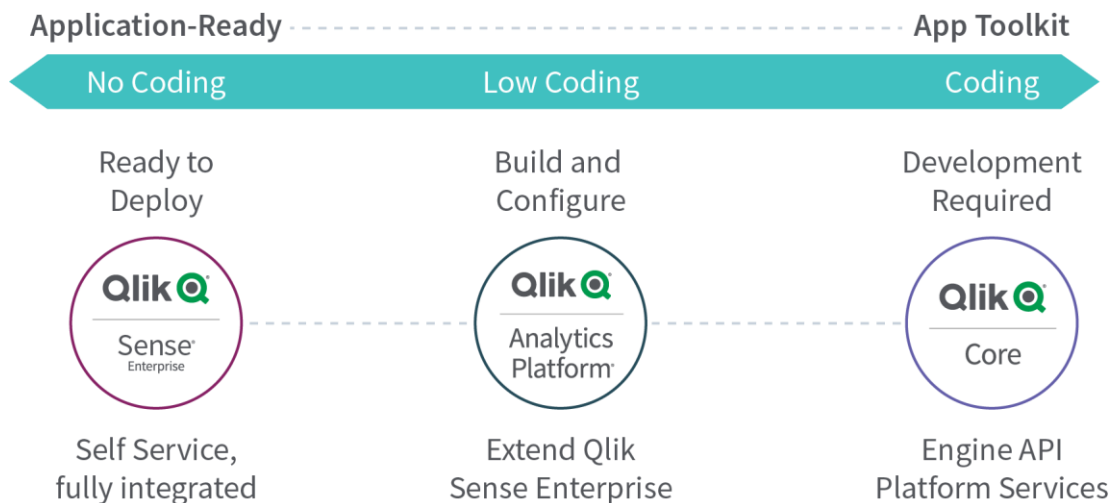 Application-Ready App Toolkit
No Coding Low Coding Coding
Ready to
Deploy
Build and
Configure
Development
Required
Qlik
Sense®
Enterprise
Qlik
Analytics
Platform®
Qlik
Core
Self Service,
fully integrated
Extend Qlik
Sense Enterprise
Engine API
Platform Services